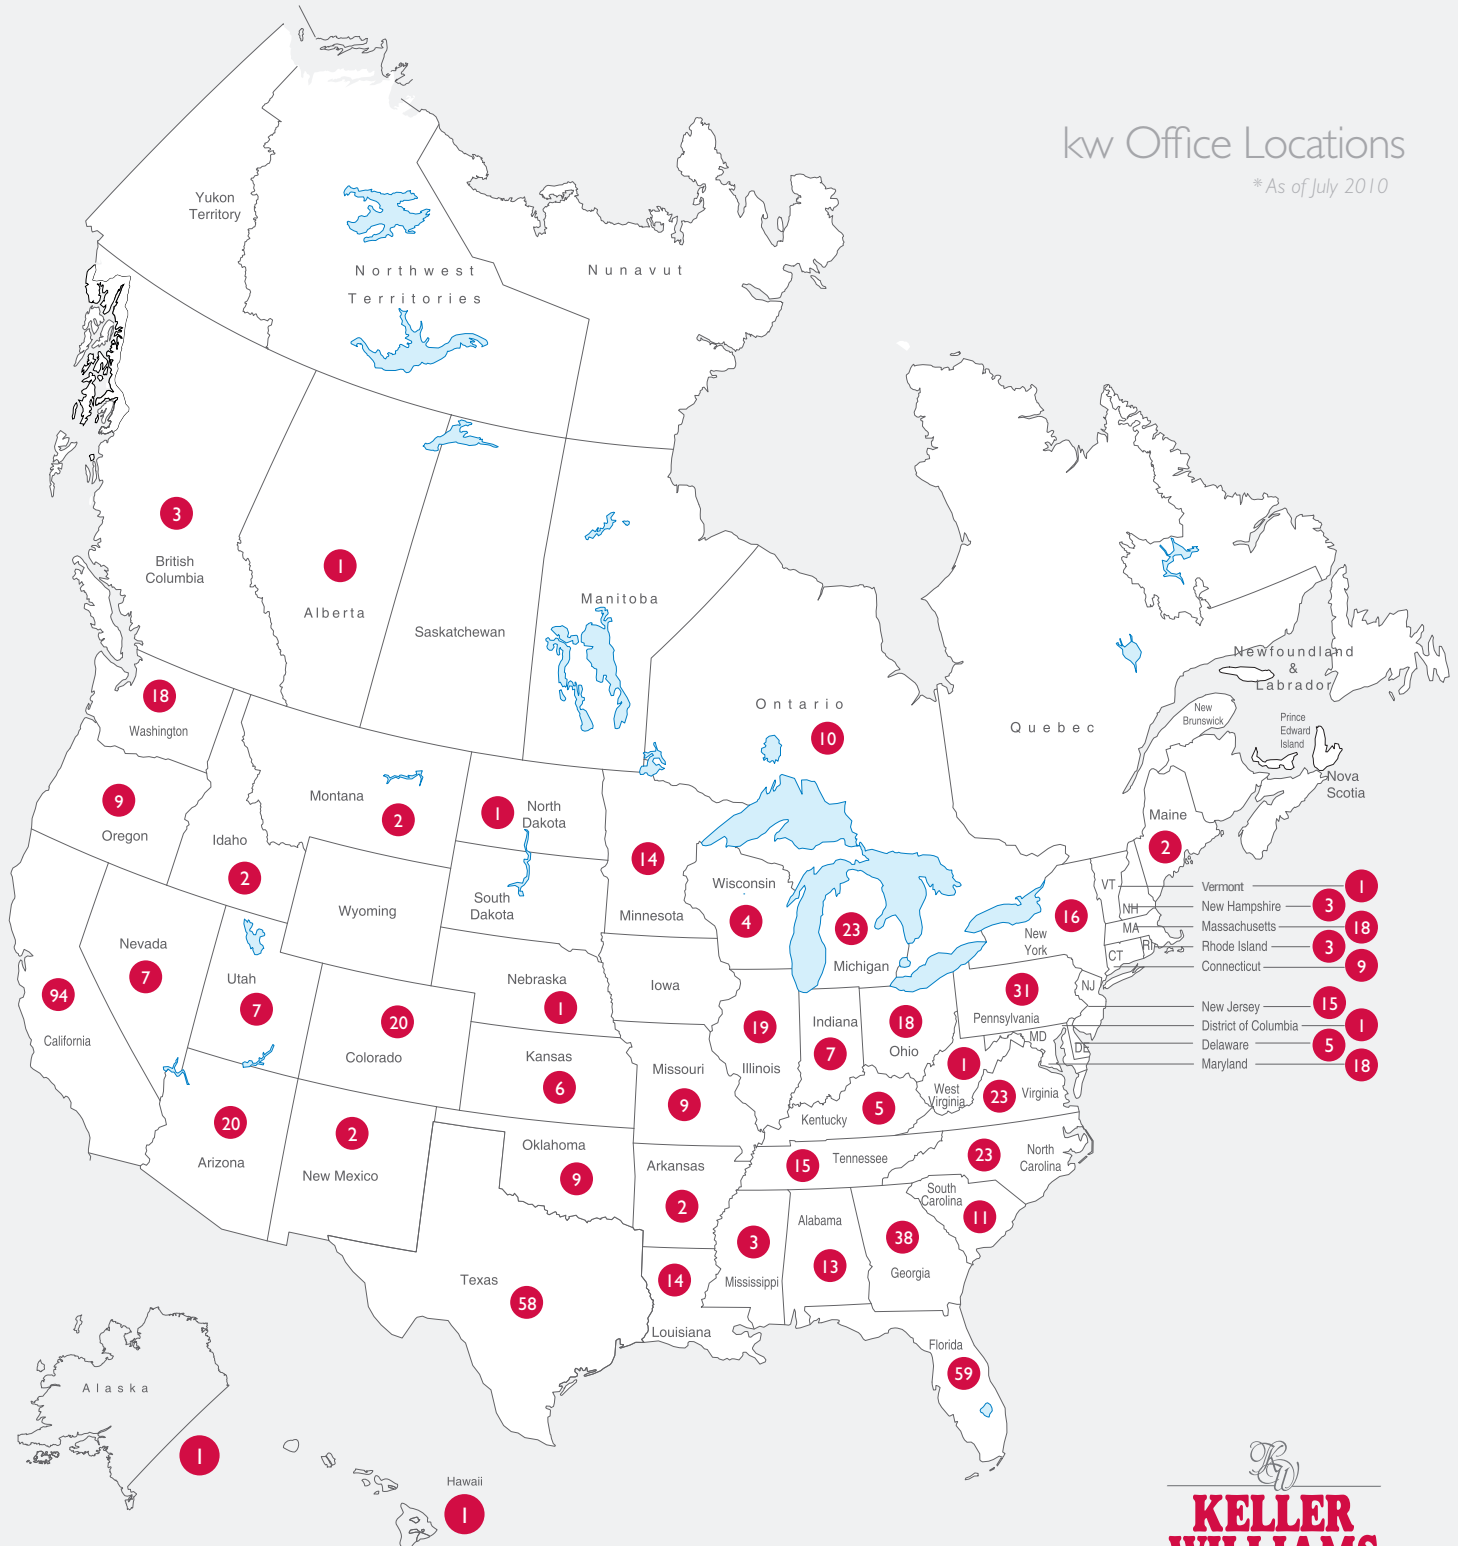 kw Office Locations
* As of July 2010
Yukon
Territory
Northwest
Territories
Nunavut
3
British
Columbia
1
Alberta
Saskatchewan
Manitoba
Ontario
10
Quebec
Newfoundland
&
Labrador
New
Brunswick
Prince
Edward
Island
Nova
Scotia
18
Washington
9
Oregon
Idaho
2
Montana
2
1
North
Dakota
South
Dakota
Wyoming
14
Minnesota
Wisconsin
4
23
Michigan
16
New
York
Maine
2
VT
Vermont
1
NH
New Hampshire
3
MA
Massachusetts
18
RI
Rhode Island
3
CT
Connecticut
9
NJ
New Jersey
15
District of Columbia
1
DE
Delaware
5
MD
Maryland
18
Nevada
7
94
California
Utah
7
20
Colorado
Nebraska
1
Iowa
Kansas
6
Missouri
9
19
Illinois
Indiana
7
18
Ohio
31
Pennsylvania
1
West
Virginia
23
Virginia
Kentucky
5
15
Tennessee
23
North
Carolina
South
Carolina
11
20
Arizona
2
New Mexico
Oklahoma
9
Arkansas
2
3
Mississippi
Alabama
13
38
Georgia
Texas
58
14
Louisiana
Florida
59
Alaska
1
Hawaii
1
KW
KELLER
WILLIAMS